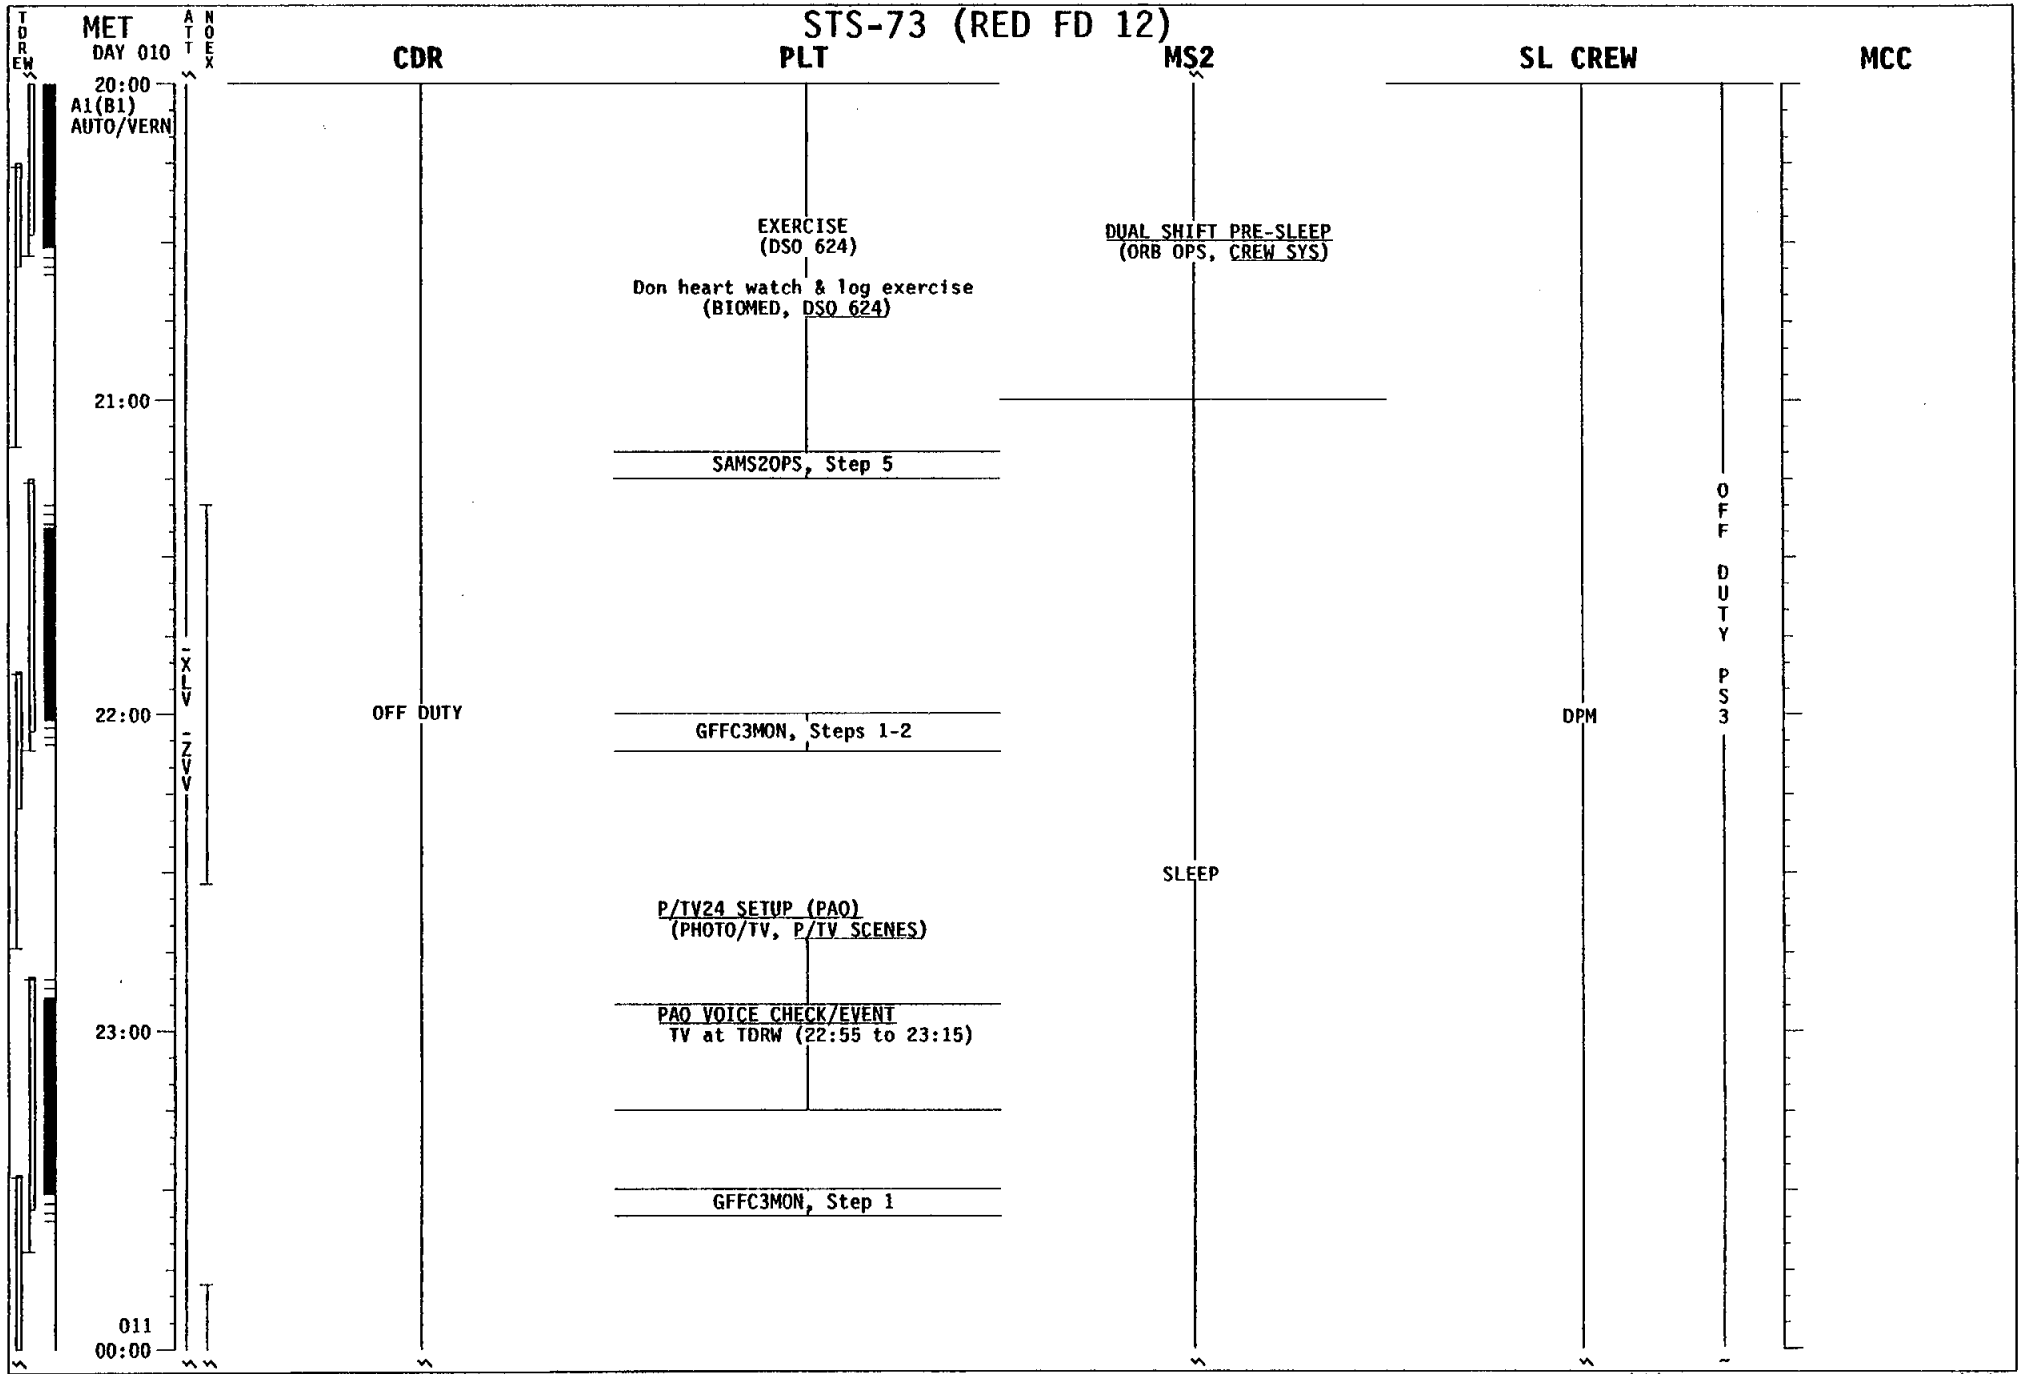 STS-73 (RED FD 12)
TDRE W
MET
DAY 010
ATT
NOEX
CDR
PLT
MS2
SL CREW
MCC
20:00
A1(B1)
AUTO/VERN
EXERCISE
(DSO 624)
Don heart watch & log exercise
(BIOMED, DSO 624)
DUAL SHIFT PRE-SLEEP
(ORB OPS, CREW SYS)
21:00
SAMS2OPS, Step 5
OFF DUTY PS3
-XLV -ZVV
22:00
OFF DUTY
GFFC3MON, Steps 1-2
DPM
SLEEP
P/TV24 SETUP (PAO)
(PHOTO/TV, P/TV SCENES)
PAO VOICE CHECK/EVENT
TV at TDRW (22:55 to 23:15)
23:00
GFFC3MON, Step 1
011
00:00